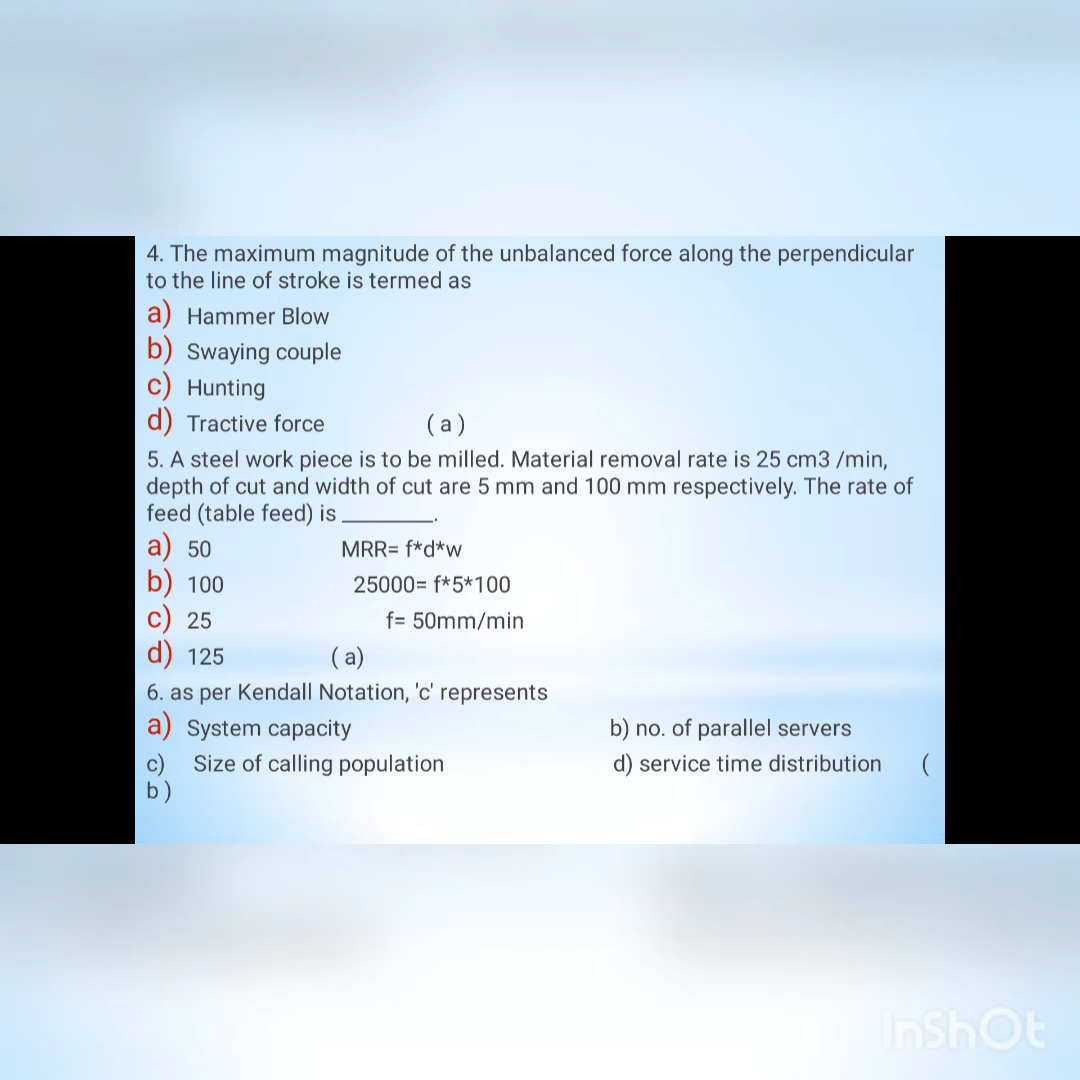 4. The maximum magnitude of the unbalanced force along the perpendicular
to the line of stroke is termed as
a) Hammer Blow
b) Swaying couple
c) Hunting
d) Tractive force ( a )
5. A steel work piece is to be milled. Material removal rate is 25 cm3 /min,
depth of cut and width of cut are 5 mm and 100 mm respectively. The rate of
feed (table feed) is ________.
a) 50 MRR= f*d*w
b) 100 25000= f*5*100
c) 25 f= 50mm/min
d) 125 ( a)
6. as per Kendall Notation, 'c' represents
a) System capacity b) no. of parallel servers
c) Size of calling population d) service time distribution (
b )
InShOt